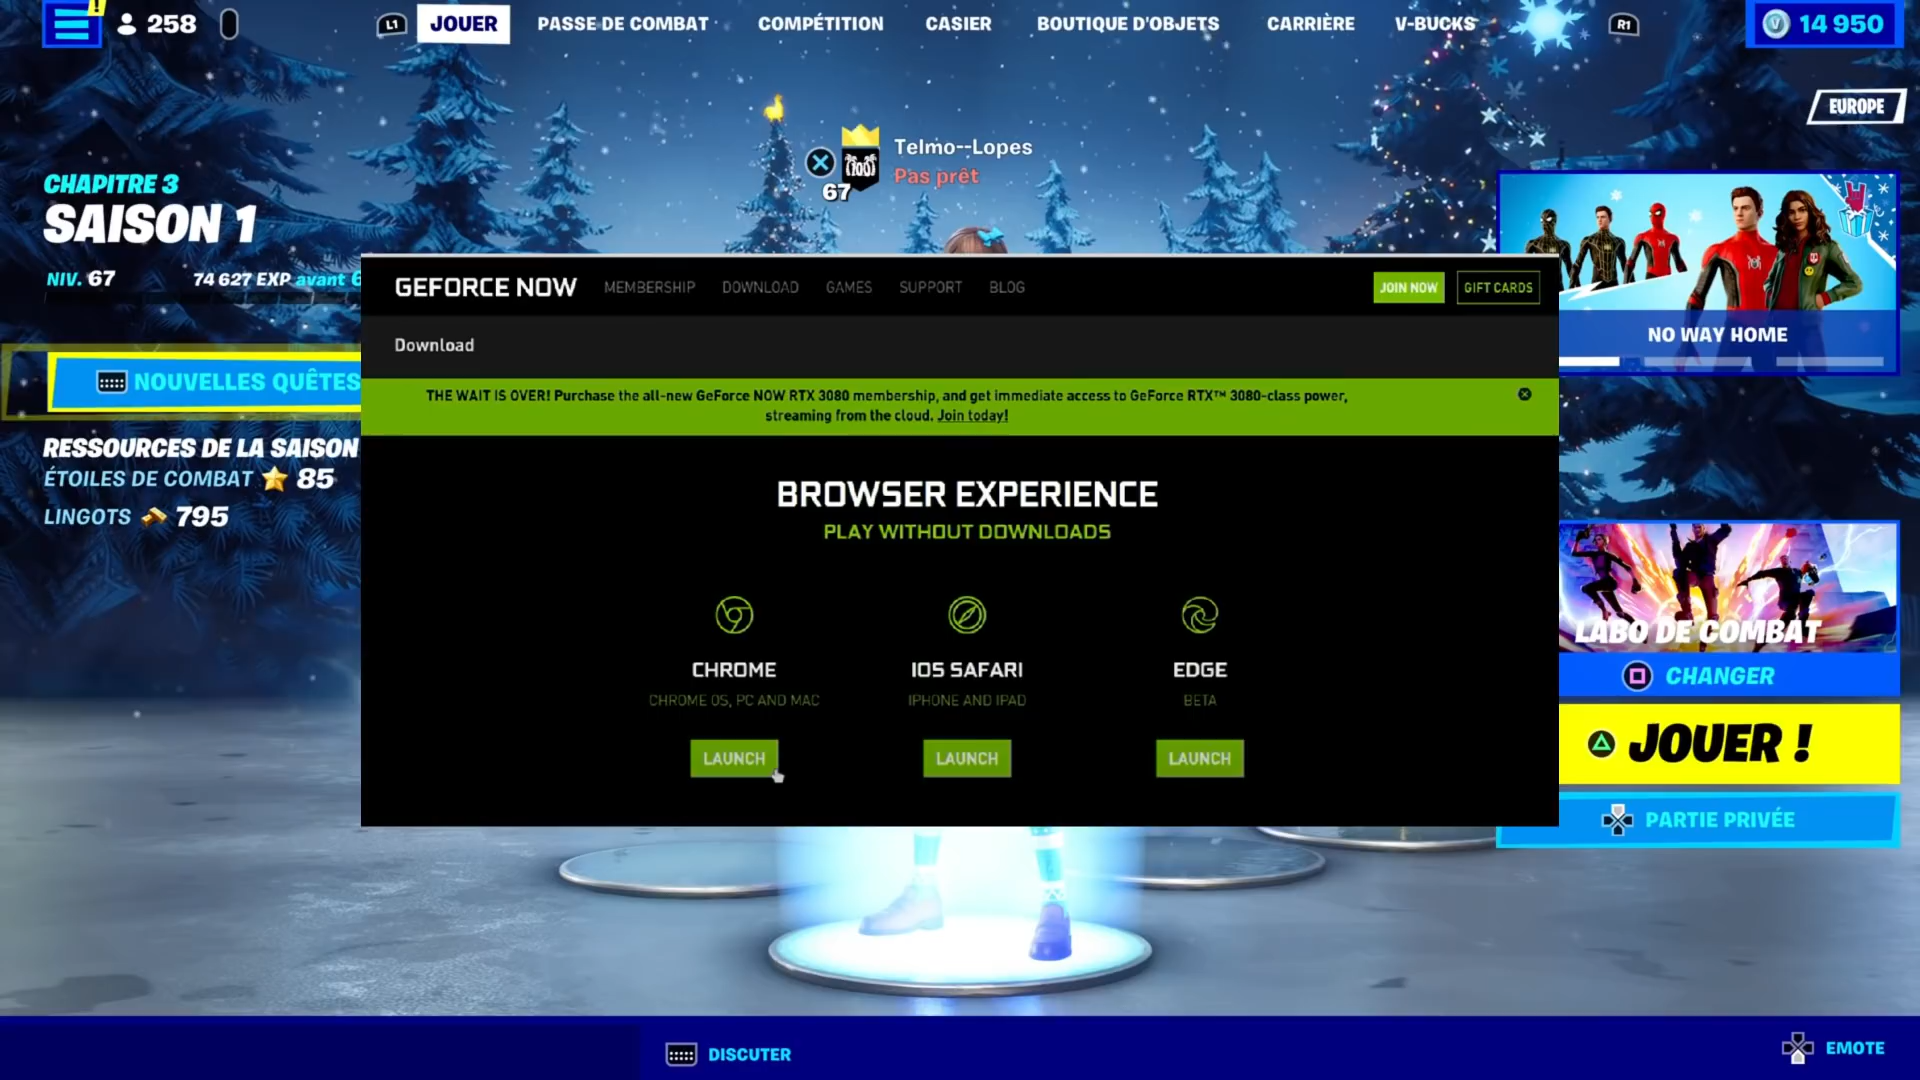 258
L1
JOUER
PASSE DE COMBAT
COMPÉTITION
CASIER
BOUTIQUE D'OBJETS
CARRIÈRE
V-BUCKS
R1
14 950
EUROPE
Telmo--Lopes
Pas prêt
67
CHAPITRE 3
SAISON 1
NIV. 67
74 627 EXP avant 6
NOUVELLES QUÊTES
RESSOURCES DE LA SAISON
ÉTOILES DE COMBAT 85
LINGOTS 795
GEFORCE NOW
MEMBERSHIP
DOWNLOAD
GAMES
SUPPORT
BLOG
JOIN NOW
GIFT CARDS
Download
THE WAIT IS OVER! Purchase the all-new GeForce NOW RTX 3080 membership, and get immediate access to GeForce RTX™ 3080-class power,
streaming from the cloud. Join today!
BROWSER EXPERIENCE
PLAY WITHOUT DOWNLOADS
CHROME
CHROME OS, PC AND MAC
LAUNCH
IOS SAFARI
IPHONE AND IPAD
LAUNCH
EDGE
BETA
LAUNCH
NO WAY HOME
LABO DE COMBAT
CHANGER
JOUER !
PARTIE PRIVÉE
DISCUTER
EMOTE